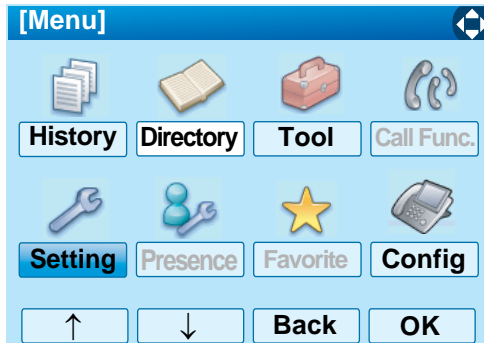 [Menu]
History Directory Tool Call Func.
Setting Presence Favorite Config
↑ ↓ Back OK